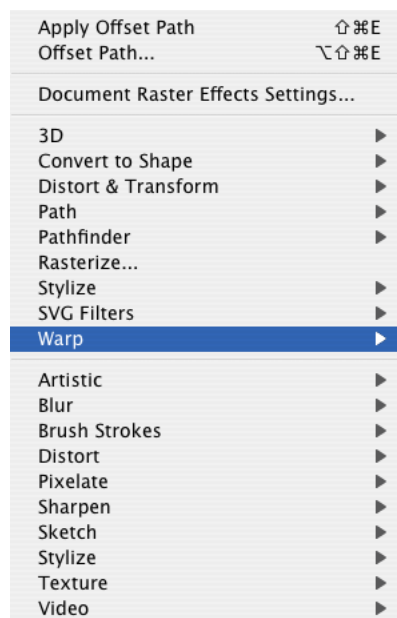 Apply Offset Path ⇧⌘E
Offset Path... ⌥⇧⌘E
Document Raster Effects Settings...
3D
Convert to Shape
Distort & Transform
Path
Pathfinder
Rasterize...
Stylize
SVG Filters
Warp
Artistic
Blur
Brush Strokes
Distort
Pixelate
Sharpen
Sketch
Stylize
Texture
Video